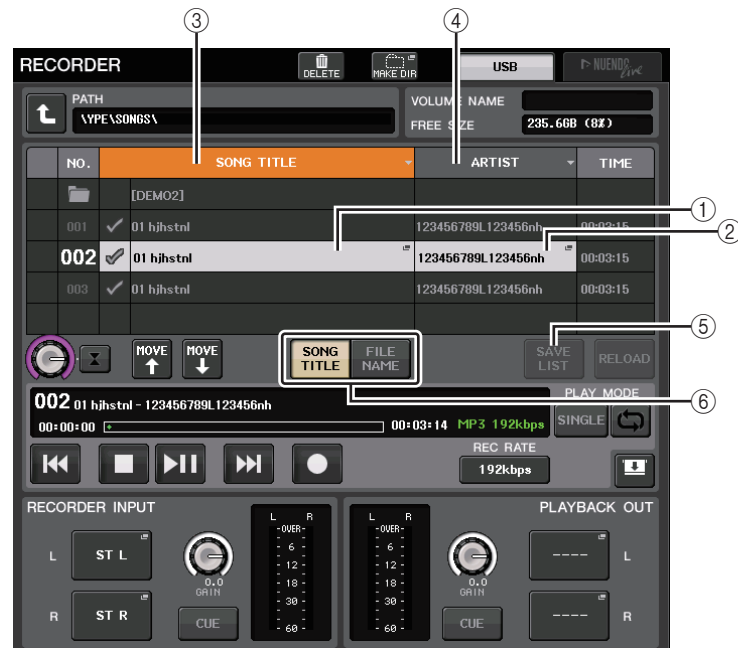 ③ ④
RECORDER DELETE MAKE DIR USB NUENDO Live
PATH VOLUME NAME
\YPE\SONGS\ FREE SIZE 235.6GB (8%)
NO. SONG TITLE ARTIST TIME
[DEMO2]
①
001 01 hjhstnl 123456789L123456nh 00:03:15
②
002 01 hjhstnl 123456789L123456nh 00:03:15
003 01 hjhstnl 123456789L123456nh 00:03:15
⑤
MOVE MOVE SONG TITLE FILE NAME SAVE LIST RELOAD
⑥
002 01 hjhstnl - 123456789L123456nh PLAY MODE
00:00:00 00:03:14 MP3 192kbps SINGLE
REC RATE
192kbps
RECORDER INPUT PLAYBACK OUT
L R L R
-OVER- -OVER-
L ST L - 6 - - 6 - ---- L
- 12 - - 12 -
0.0 - 18 - - 18 - 0.0
GAIN - 30 - - 30 - GAIN
R ST R CUE - 60 - - 60 - CUE ---- R